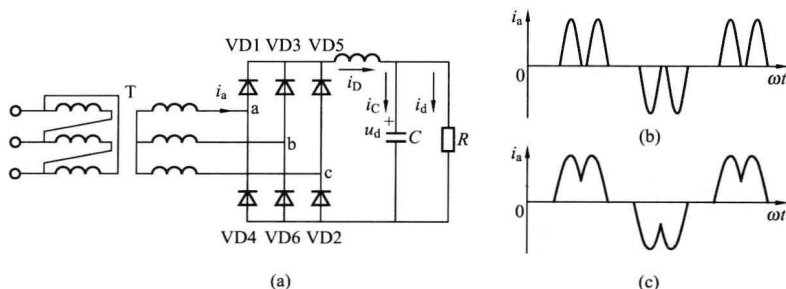 VD1 VD3 VD5
T
i_a
a
i_D
i_C
i_d
+
u_d
C
R
b
c
VD4 VD6 VD2
(a)
i_a
0
ωt
(b)
i_a
0
ωt
(c)